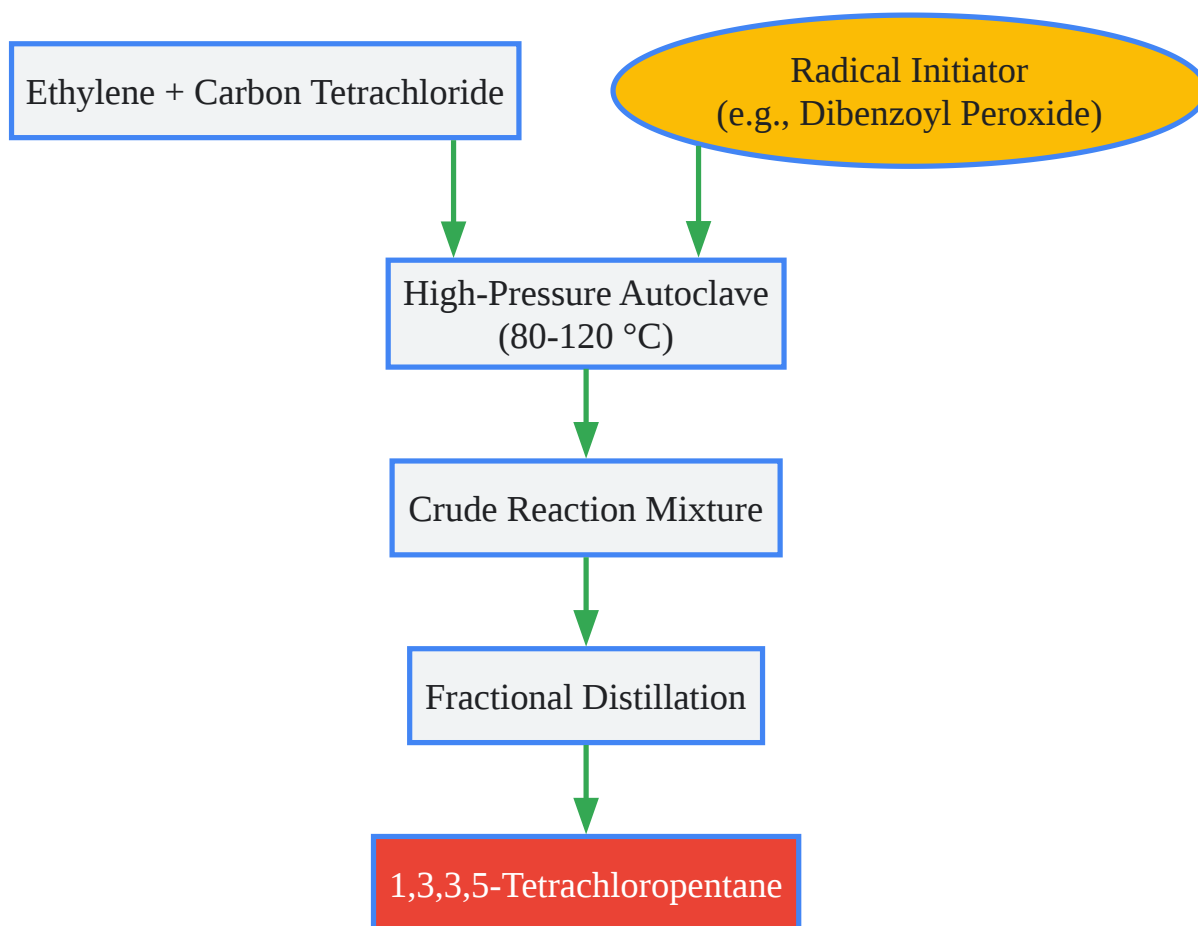 Ethylene + Carbon Tetrachloride
Radical Initiator
(e.g., Dibenzoyl Peroxide)
High-Pressure Autoclave
(80-120 °C)
Crude Reaction Mixture
Fractional Distillation
1,3,3,5-Tetrachloropentane